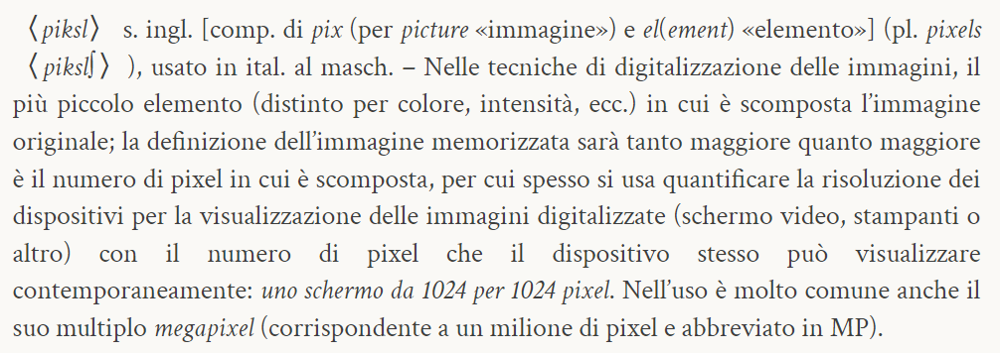 ⟨piksl⟩ s. ingl. [comp. di pix (per picture «immagine») e el(ement) «elemento»] (pl. pixels
⟨piksl∫⟩ ), usato in ital. al masch. – Nelle tecniche di digitalizzazione delle immagini, il
più piccolo elemento (distinto per colore, intensità, ecc.) in cui è scomposta l’immagine
originale; la definizione dell’immagine memorizzata sarà tanto maggiore quanto maggiore
è il numero di pixel in cui è scomposta, per cui spesso si usa quantificare la risoluzione dei
dispositivi per la visualizzazione delle immagini digitalizzate (schermo video, stampanti o
altro) con il numero di pixel che il dispositivo stesso può visualizzare
contemporaneamente: uno schermo da 1024 per 1024 pixel. Nell’uso è molto comune anche il
suo multiplo megapixel (corrispondente a un milione di pixel e abbreviato in MP).